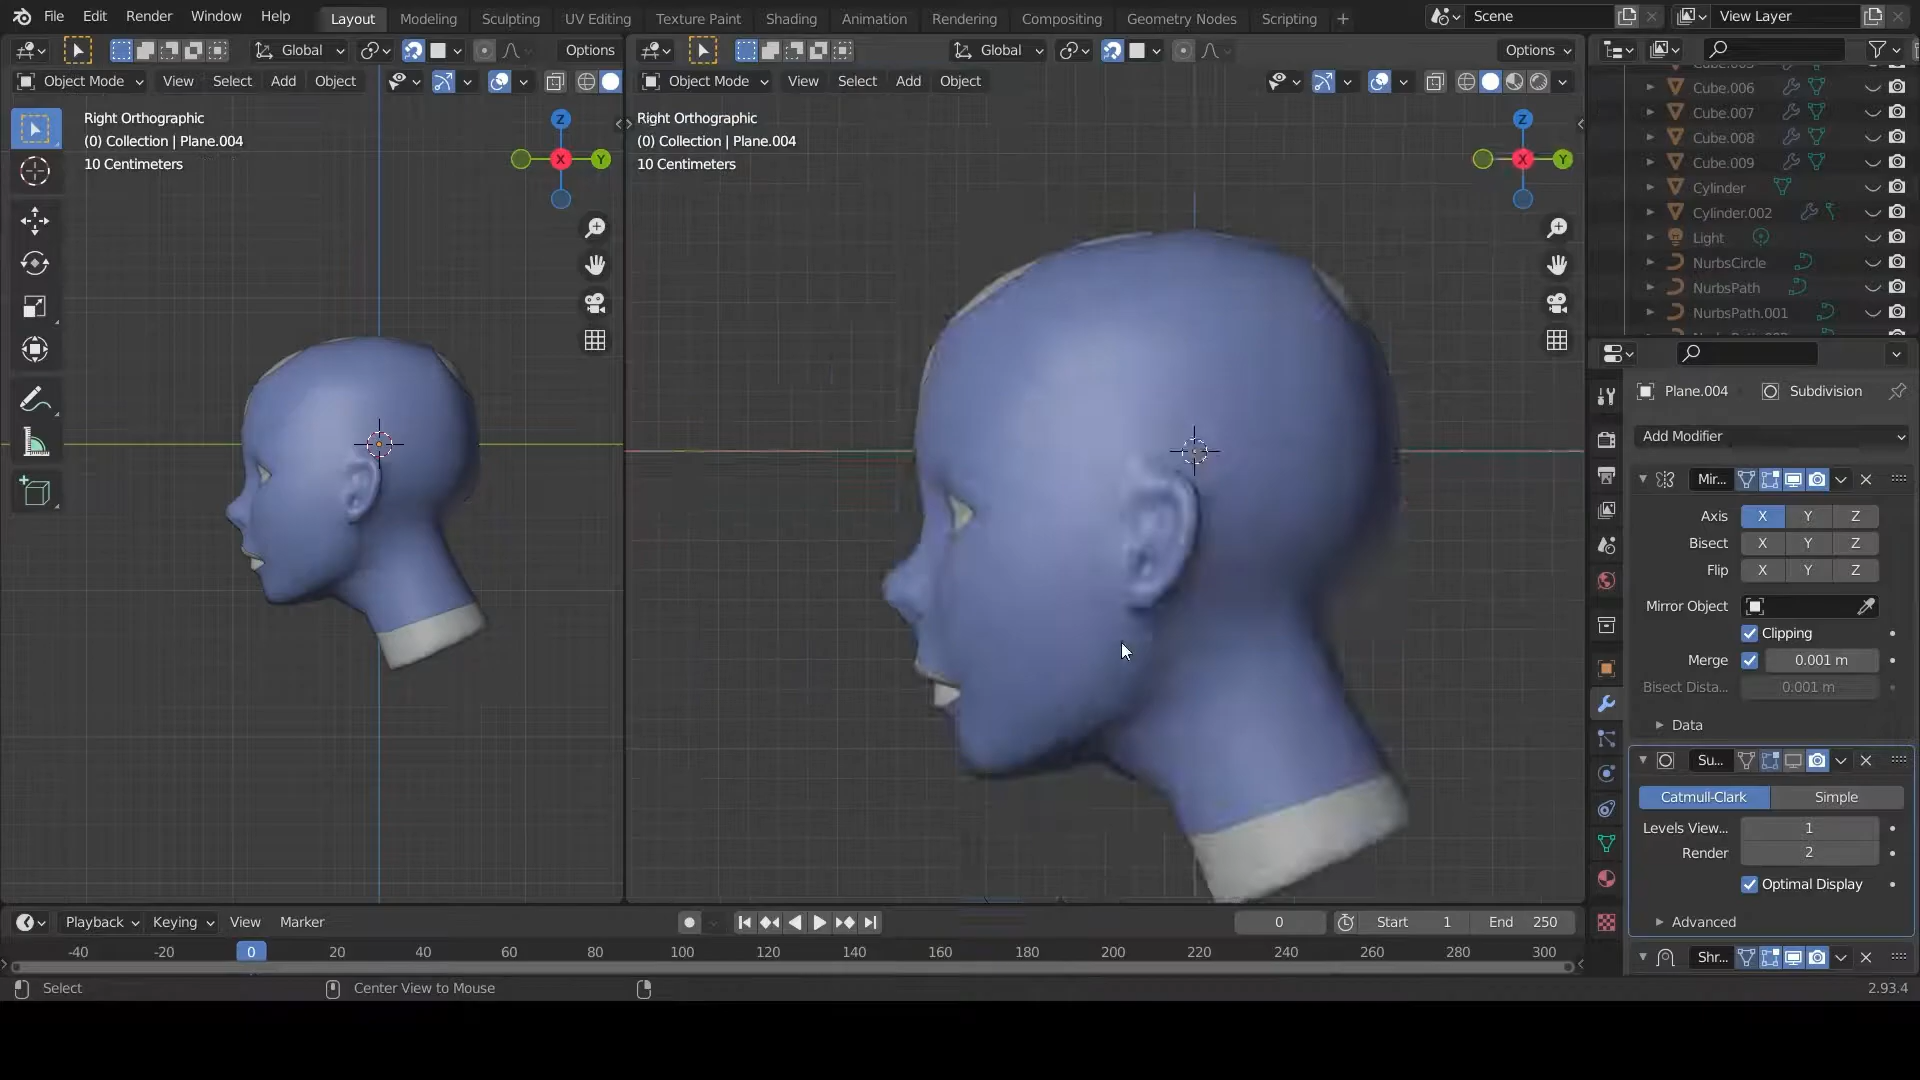 File Edit Render Window Help Layout Modeling Sculpting UV Editing Texture Paint Shading Animation Rendering Compositing Geometry Nodes Scripting + Scene View Layer
Global Options Global Options
Object Mode View Select Add Object Object Mode View Select Add Object
Right Orthographic
(0) Collection | Plane.004
10 Centimeters
Z
X
Y
Right Orthographic
(0) Collection | Plane.004
10 Centimeters
Z
X
Y
Cube.006
Cube.007
Cube.008
Cube.009
Cylinder
Cylinder.002
Light
NurbsCircle
NurbsPath
NurbsPath.001
Plane.004 Subdivision
Add Modifier
Mir...
Axis X Y Z
Bisect X Y Z
Flip X Y Z
Mirror Object
Clipping
Merge 0.001 m
Bisect Dista... 0.001 m
Data
Su...
Catmull-Clark Simple
Levels View... 1
Render 2
Optimal Display
Advanced
Shr...
Playback Keying View Marker 0 Start 1 End 250
-40 -20 0 20 40 60 80 100 120 140 160 180 200 220 240 260 280 300
Select Center View to Mouse 2.93.4